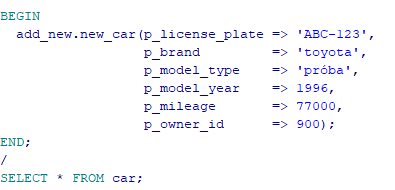 BEGIN
  add_new.new_car(p_license_plate => 'ABC-123',
                  p_brand         => 'toyota',
                  p_model_type    => 'próba',
                  p_model_year    => 1996,
                  p_mileage       => 77000,
                  p_owner_id      => 900);
END;
/
SELECT * FROM car;